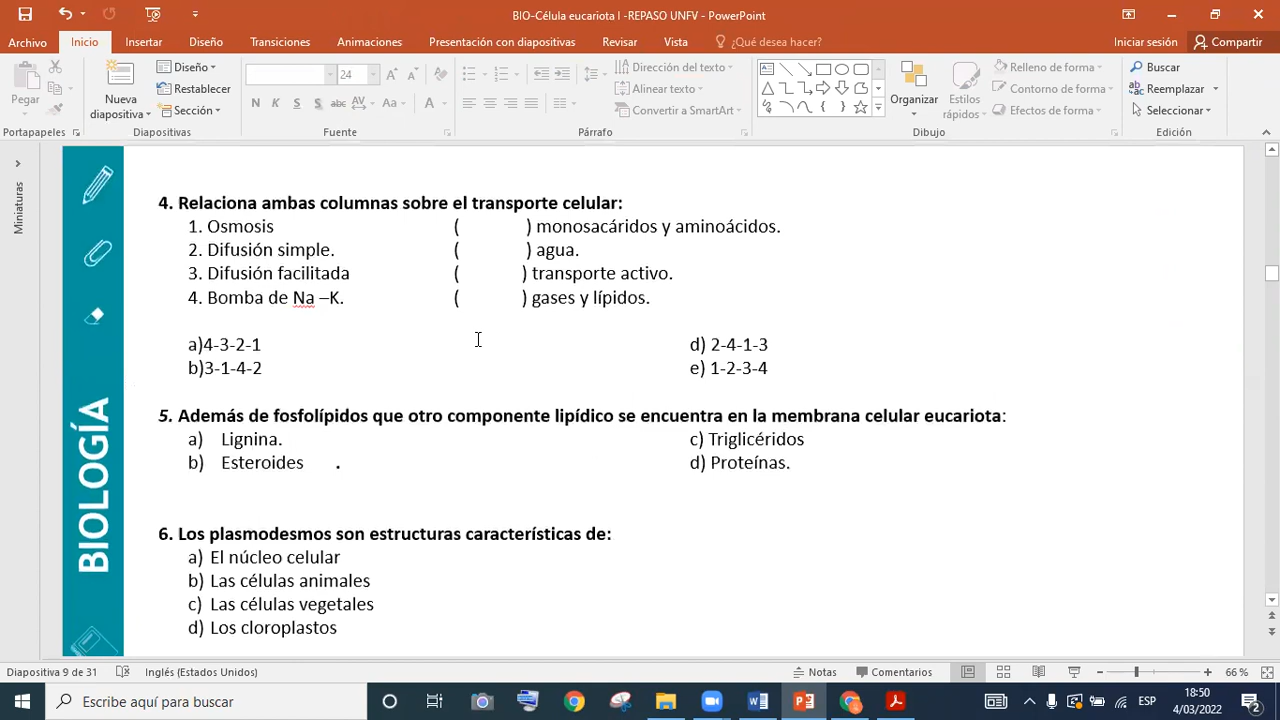 BIO-Célula eucariota I -REPASO UNFV - PowerPoint
Archivo Inicio Insertar Diseño Transiciones Animaciones Presentación con diapositivas Revisar Vista ¿Qué desea hacer? Iniciar sesión Compartir
Pegar
Nueva diapositiva
Diseño
Restablecer
Sección
24
N K S S abc AV Aa A
Dirección del texto
Alinear texto
Convertir a SmartArt
Organizar
Estilos rápidos
Relleno de forma
Contorno de forma
Efectos de forma
Buscar
Reemplazar
Seleccionar
Portapapeles Diapositivas Fuente Párrafo Dibujo Edición
Miniaturas
BIOLOGÍA
4. Relaciona ambas columnas sobre el transporte celular:
1. Osmosis ( ) monosacáridos y aminoácidos.
2. Difusión simple. ( ) agua.
3. Difusión facilitada ( ) transporte activo.
4. Bomba de Na –K. ( ) gases y lípidos.
a)4-3-2-1 d) 2-4-1-3
b)3-1-4-2 e) 1-2-3-4
5. Además de fosfolípidos que otro componente lipídico se encuentra en la membrana celular eucariota:
a) Lignina. c) Triglicéridos
b) Esteroides . d) Proteínas.
6. Los plasmodesmos son estructuras características de:
a) El núcleo celular
b) Las células animales
c) Las células vegetales
d) Los cloroplastos
Diapositiva 9 de 31 Inglés (Estados Unidos) Notas Comentarios 66 %
Escribe aquí para buscar ESP 18:50
4/03/2022 2